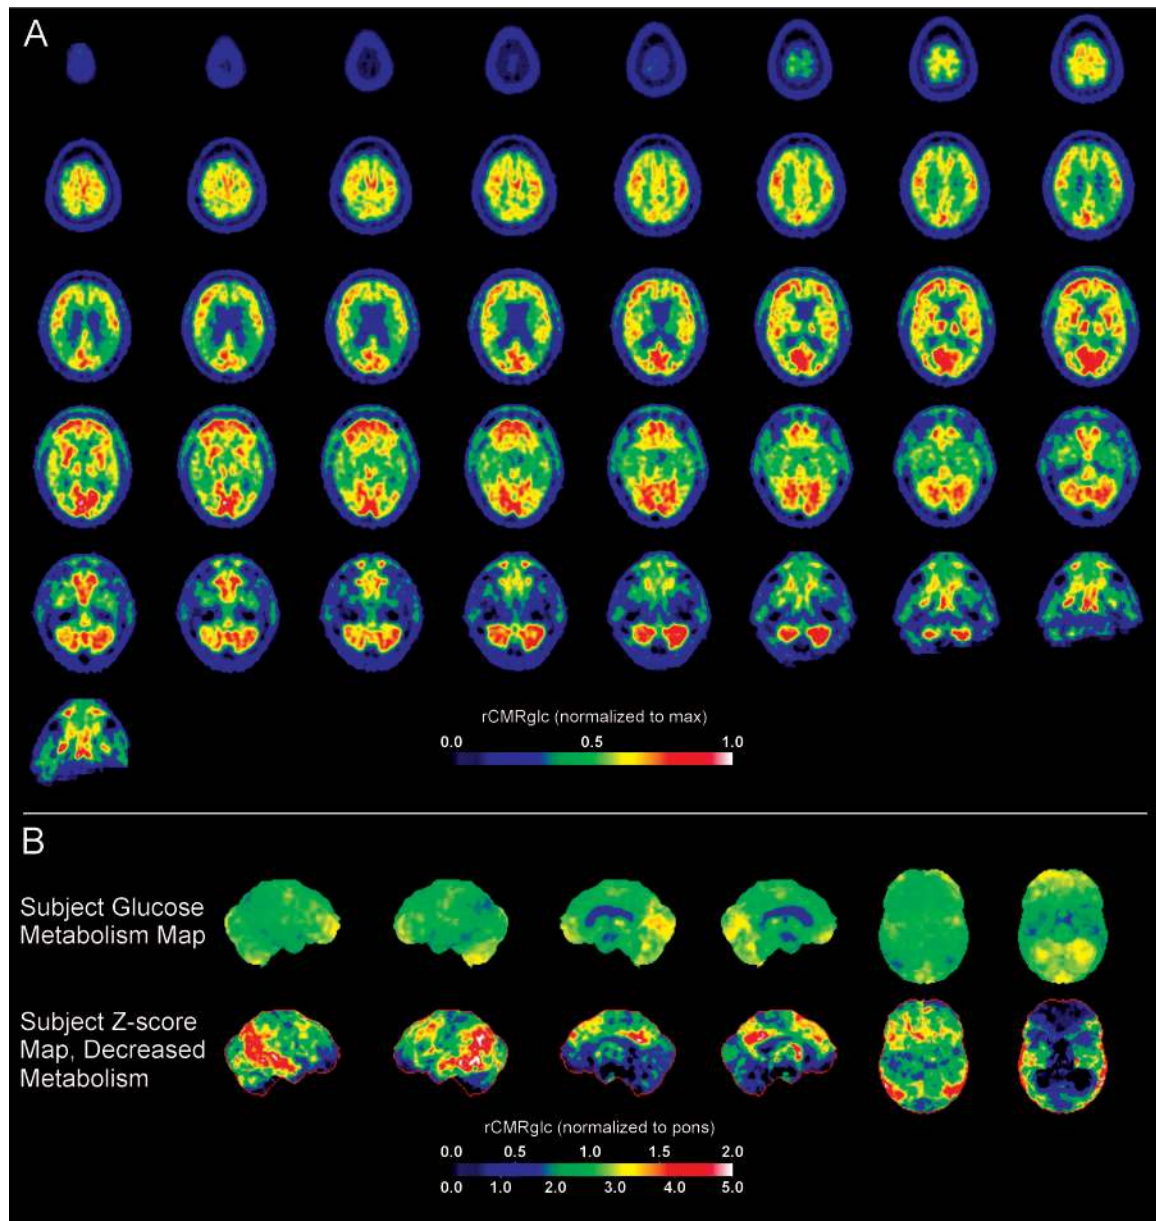 A
rCMRglc (normalized to max)
0.0 0.5 1.0
B
Subject Glucose
Metabolism Map
Subject Z-score
Map, Decreased
Metabolism
rCMRglc (normalized to pons)
0.0 0.5 1.0 1.5 2.0
0.0 1.0 2.0 3.0 4.0 5.0